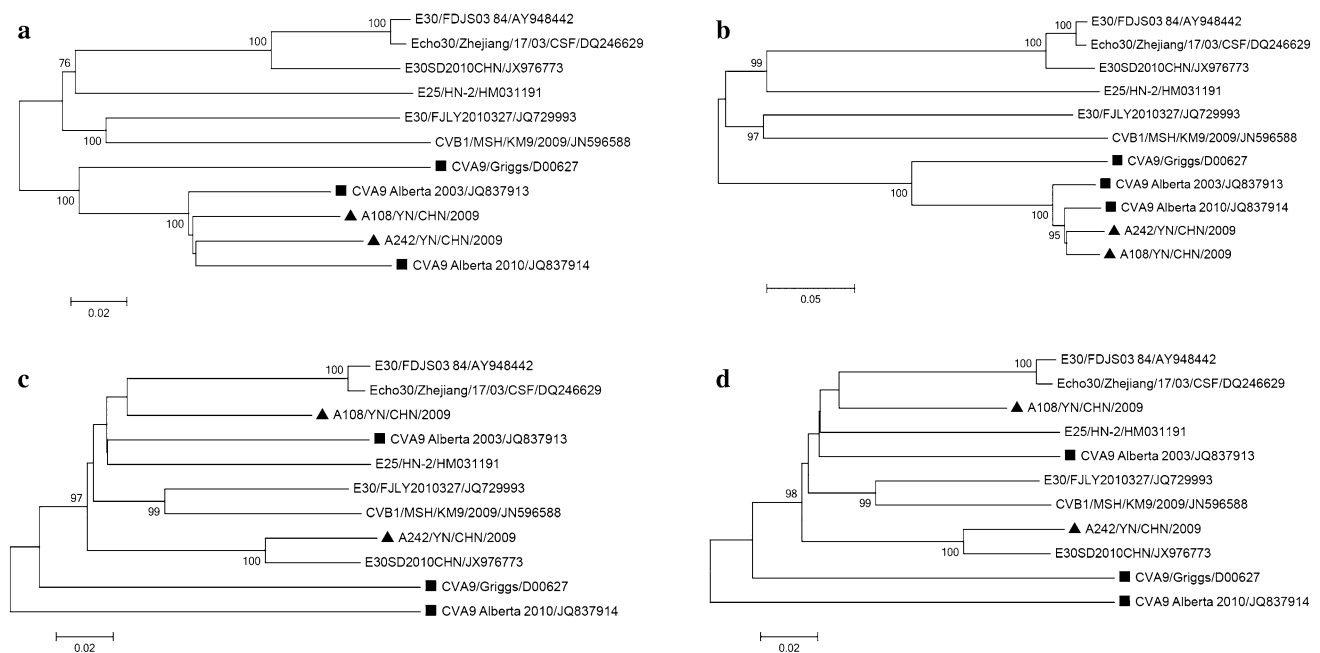 a
E30/FDJS03 84/AY948442
100
Echo30/Zhejiang/17/03/CSF/DQ246629
100
E30SD2010CHN/JX976773
76
E25/HN-2/HM031191
E30/FJLY2010327/JQ729993
100
CVB1/MSH/KM9/2009/JN596588
CVA9/Griggs/D00627
100
CVA9 Alberta 2003/JQ837913
100
A108/YN/CHN/2009
A242/YN/CHN/2009
CVA9 Alberta 2010/JQ837914
0.02
b
E30/FDJS03 84/AY948442
100
Echo30/Zhejiang/17/03/CSF/DQ246629
100
E30SD2010CHN/JX976773
99
E25/HN-2/HM031191
E30/FJLY2010327/JQ729993
97
CVB1/MSH/KM9/2009/JN596588
CVA9/Griggs/D00627
100
CVA9 Alberta 2003/JQ837913
100
CVA9 Alberta 2010/JQ837914
95
A242/YN/CHN/2009
A108/YN/CHN/2009
0.05
c
E30/FDJS03 84/AY948442
100
Echo30/Zhejiang/17/03/CSF/DQ246629
A108/YN/CHN/2009
CVA9 Alberta 2003/JQ837913
E25/HN-2/HM031191
97
E30/FJLY2010327/JQ729993
99
CVB1/MSH/KM9/2009/JN596588
A242/YN/CHN/2009
100
E30SD2010CHN/JX976773
CVA9/Griggs/D00627
CVA9 Alberta 2010/JQ837914
0.02
d
E30/FDJS03 84/AY948442
100
Echo30/Zhejiang/17/03/CSF/DQ246629
A108/YN/CHN/2009
E25/HN-2/HM031191
CVA9 Alberta 2003/JQ837913
98
E30/FJLY2010327/JQ729993
99
CVB1/MSH/KM9/2009/JN596588
A242/YN/CHN/2009
100
E30SD2010CHN/JX976773
CVA9/Griggs/D00627
CVA9 Alberta 2010/JQ837914
0.02